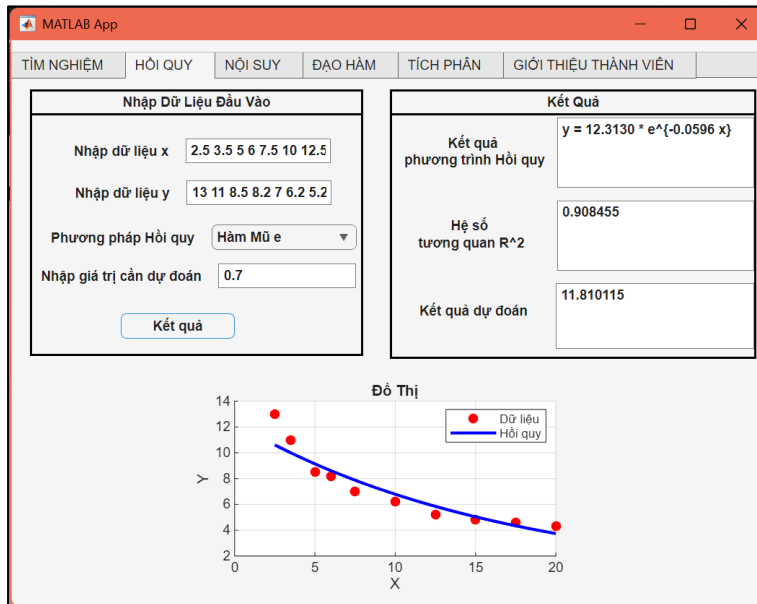 MATLAB App
TÌM NGHIỆM
HỒI QUY
NỘI SUY
ĐẠO HÀM
TÍCH PHÂN
GIỚI THIỆU THÀNH VIÊN
Nhập Dữ Liệu Đầu Vào
Nhập dữ liệu x
2.5 3.5 5 6 7.5 10 12.5
Nhập dữ liệu y
13 11 8.5 8.2 7 6.2 5.2
Phương pháp Hồi quy
Hàm Mũ e
Nhập giá trị cần dự đoán
0.7
Kết quả
Kết Quả
Kết quả
phương trình Hồi quy
y = 12.3130 * e^{-0.0596 x}
Hệ số
tương quan R^2
0.908455
Kết quả dự đoán
11.810115
Đồ Thị
14
12
10
8
6
4
2
Y
Dữ liệu
Hồi quy
0
5
10
15
20
X